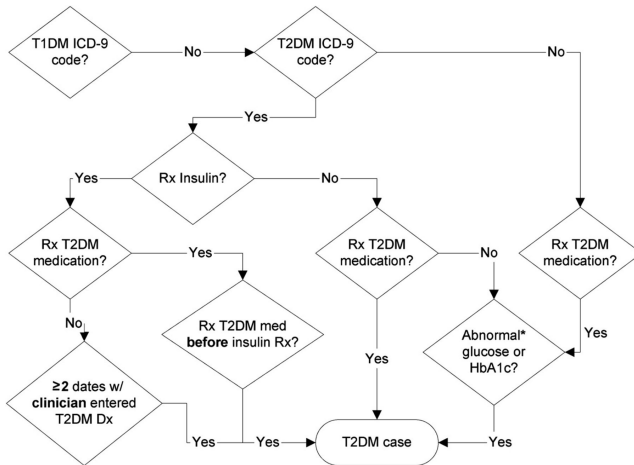 T1DM ICD-9
code?
No
T2DM ICD-9
code?
No
Yes
Rx Insulin?
Yes
No
Rx T2DM
medication?
Yes
Rx T2DM
medication?
No
Rx T2DM
medication?
No
Rx T2DM med
before insulin Rx?
Yes
Abnormal*
glucose or
HbA1c?
Yes
≥2 dates w/
clinician entered
T2DM Dx
Yes
Yes
T2DM case
Yes